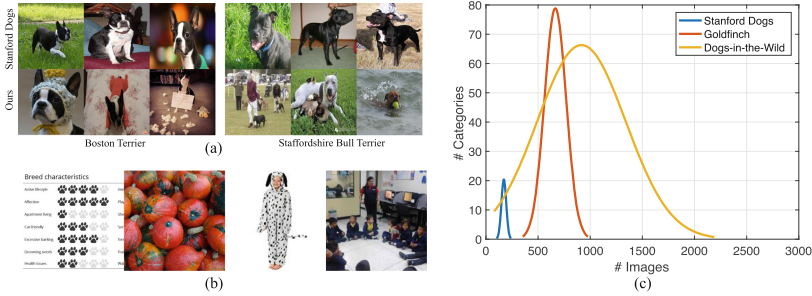 Stanford Dogs
Ours
Boston Terrier
Staffordshire Bull Terrier
(a)
Breed characteristics
Active lifestyle
Affection
Apartment living
Cat friendly
Excessive barking
Grooming needs
Health issues
(b)
80
70
60
50
40
30
20
10
0
# Categories
Stanford Dogs
Goldfinch
Dogs-in-the-Wild
0
500
1000
1500
2000
2500
3000
# Images
(c)